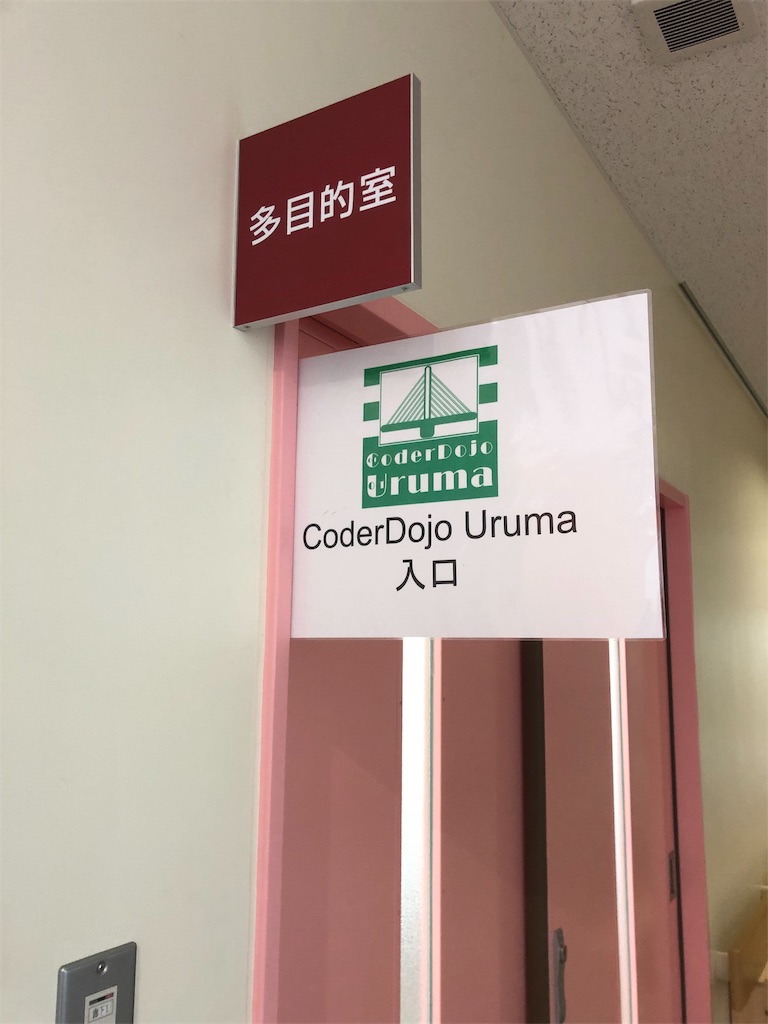 多目的室
CoderDojo
Uruma
CoderDojo Uruma
入口